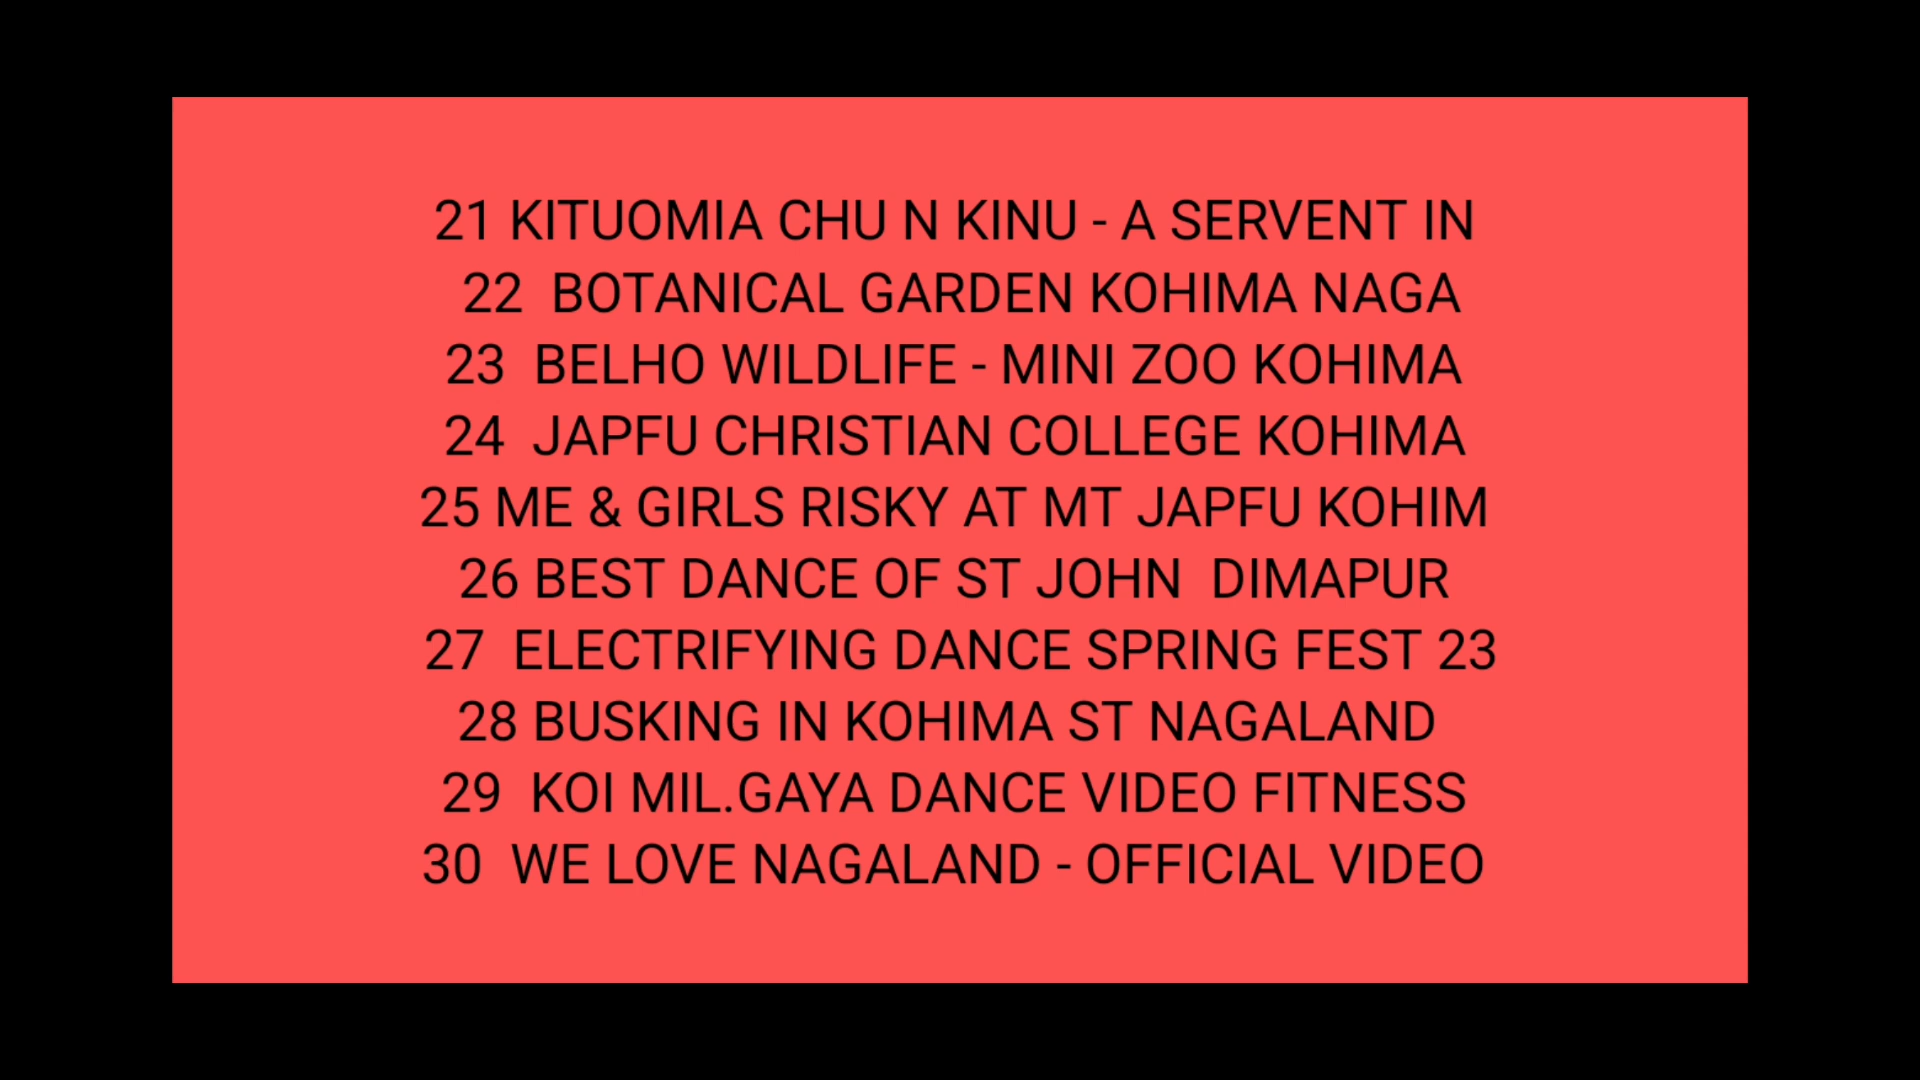 21 KITUOMIA CHU N KINU - A SERVENT IN
22  BOTANICAL GARDEN KOHIMA NAGA
23  BELHO WILDLIFE - MINI ZOO KOHIMA
24  JAPFU CHRISTIAN COLLEGE KOHIMA
25 ME & GIRLS RISKY AT MT JAPFU KOHIM
26 BEST DANCE OF ST JOHN  DIMAPUR
27  ELECTRIFYING DANCE SPRING FEST 23
28 BUSKING IN KOHIMA ST NAGALAND
29  KOI MIL.GAYA DANCE VIDEO FITNESS
30  WE LOVE NAGALAND - OFFICIAL VIDEO